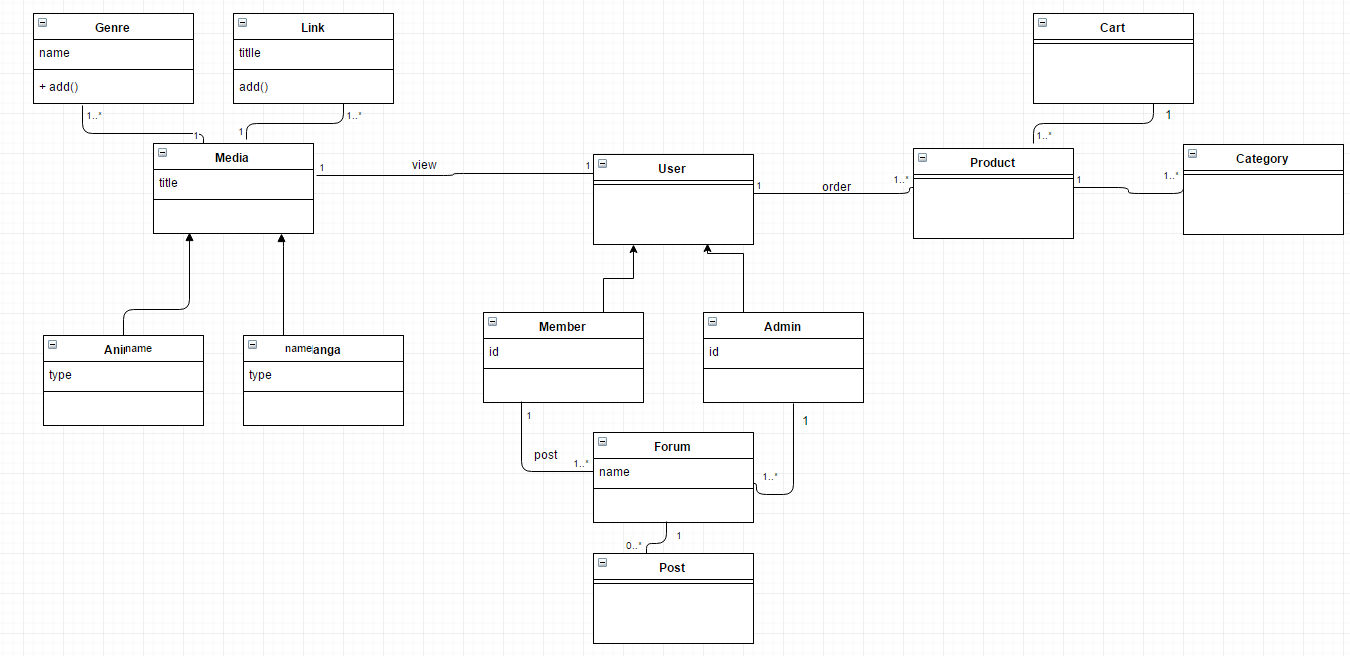 Genre
name
+ add()
Link
titlle
add()
Cart
1..*
1..*
1
1
1
1..*
Media
title
1
view
1
User
1
order
1..*
Product
1
1..*
Category
name
type
name
anga
type
Member
id
Admin
id
1
post
1..*
1
1..*
Forum
name
1
0..*
Post